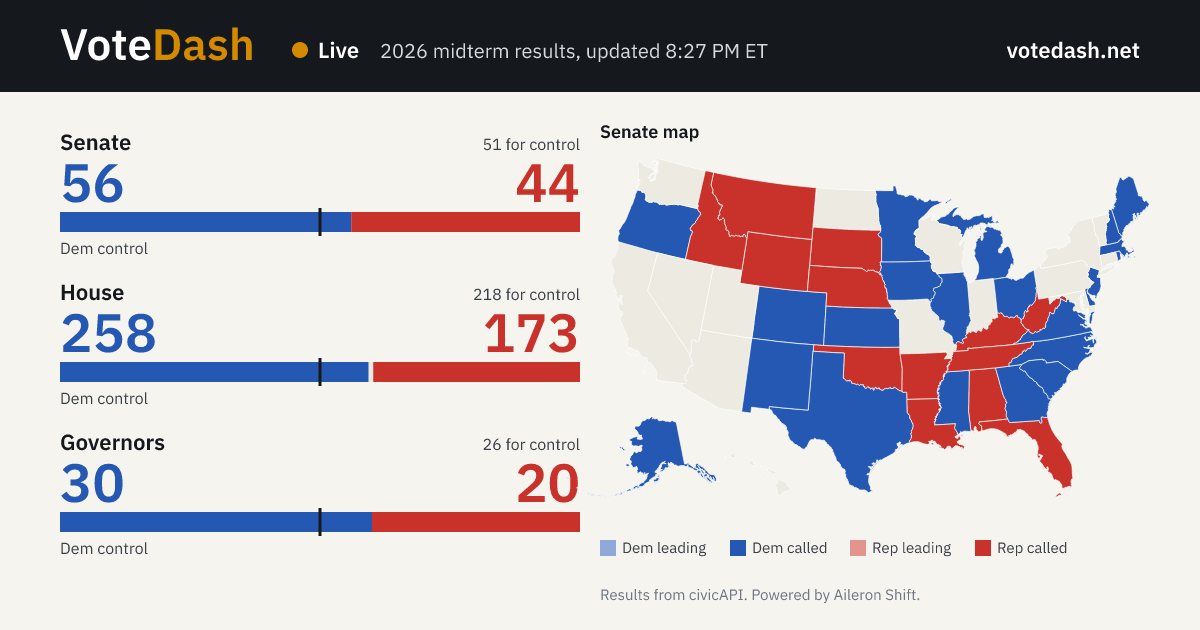 VoteDash
Live 2026 midterm results, updated 8:27 PM ET
votedash.net
Senate
51 for control
56
44
Dem control
House
218 for control
258
173
Dem control
Governors
26 for control
30
20
Dem control
Senate map
Dem leading
Dem called
Rep leading
Rep called
Results from civicAPI. Powered by Aileron Shift.